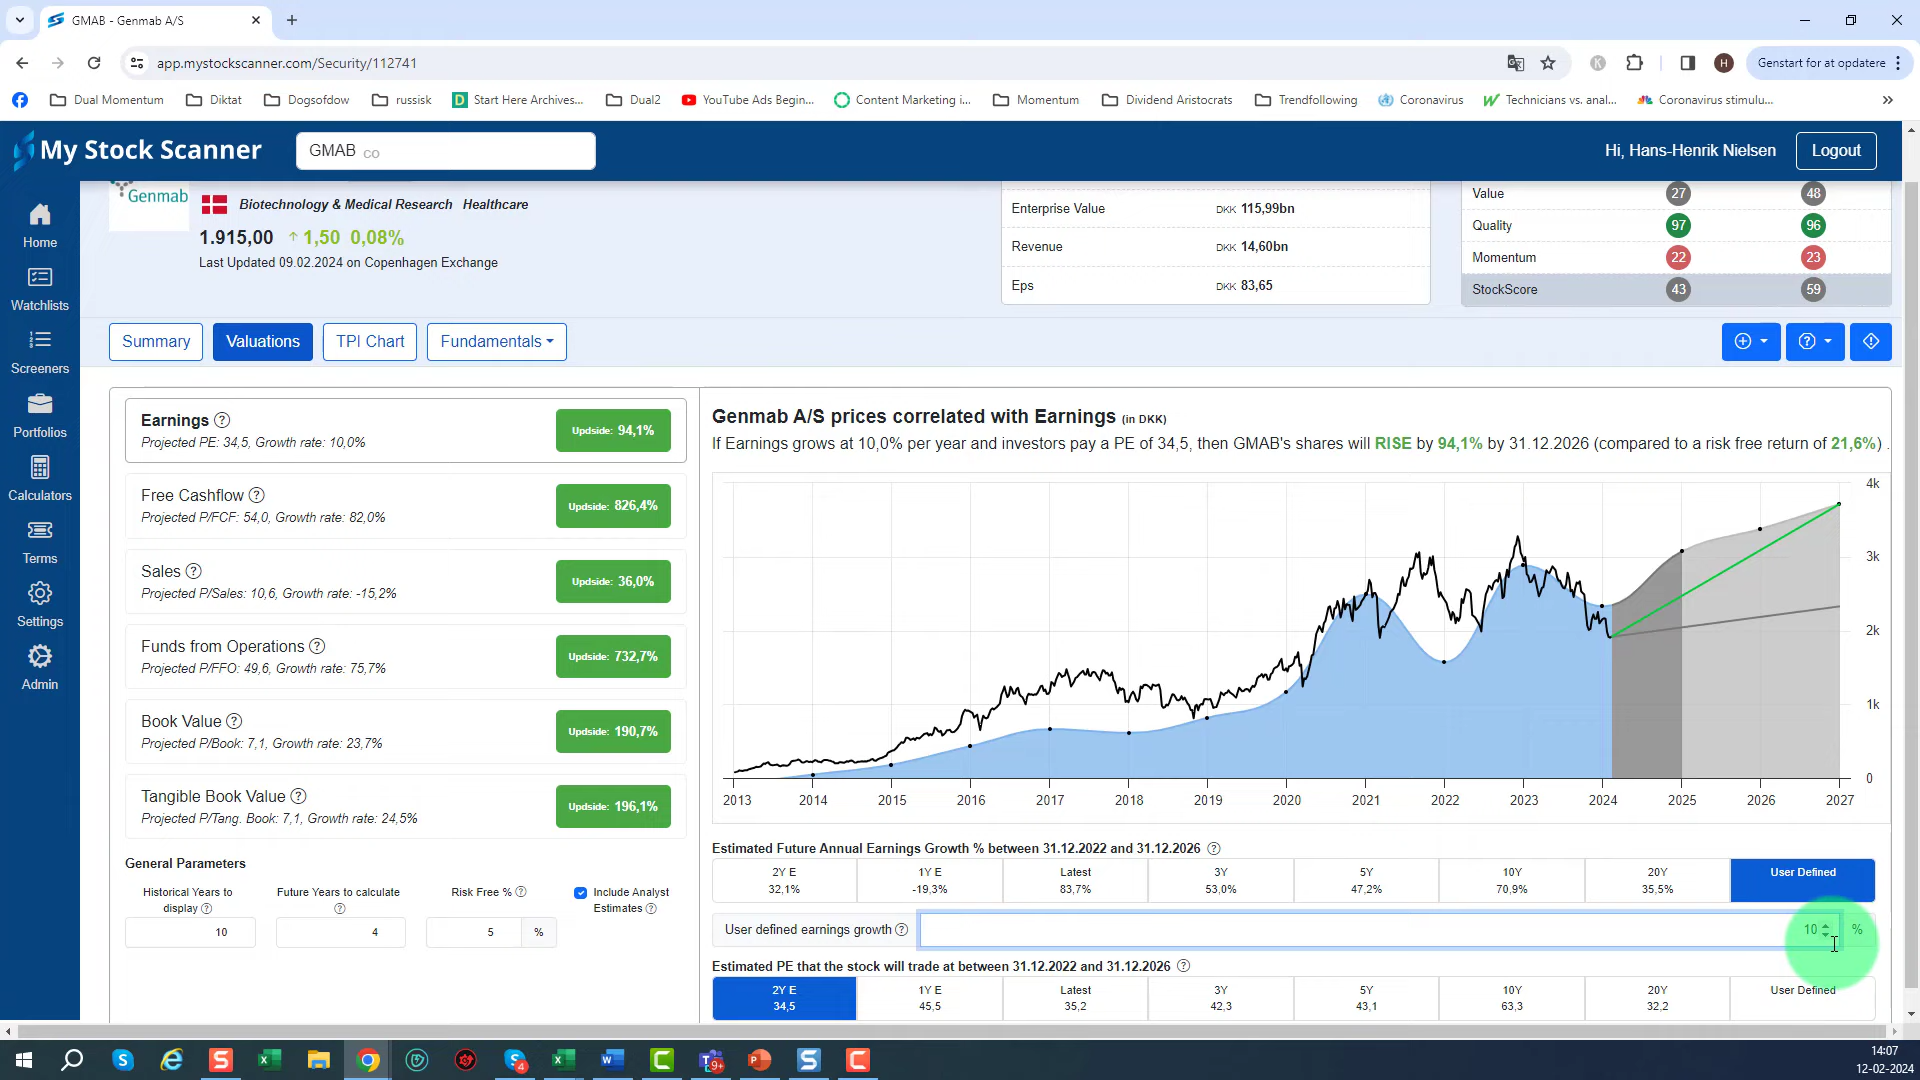 GMAB - Genmab A/S
app.mystockscanner.com/Security/112741
H
Genstart for at opdatere
Dual Momentum
Diktat
Dogsofdow
russisk
Start Here Archives...
Dual2
YouTube Ads Begin...
Content Marketing i...
Momentum
Dividend Aristocrats
Trendfollowing
Coronavirus
Technicians vs. anal...
Coronavirus stimulu...
My Stock Scanner
GMAB CO
Hi, Hans-Henrik Nielsen
Logout
Home
Watchlists
Screeners
Portfolios
Calculators
Terms
Settings
Admin
Genmab
Biotechnology & Medical Research Healthcare
1.915,00 1,50 0,08%
Last Updated 09.02.2024 on Copenhagen Exchange
Enterprise Value DKK 115,99bn
Revenue DKK 14,60bn
Eps DKK 83,65
Value 27 48
Quality 97 96
Momentum 22 23
StockScore 43 59
Summary
Valuations
TPI Chart
Fundamentals
Earnings
Projected PE: 34,5, Growth rate: 10,0%
Updside: 94,1%
Free Cashflow
Projected P/FCF: 54,0, Growth rate: 82,0%
Updside: 826,4%
Sales
Projected P/Sales: 10,6, Growth rate: -15,2%
Updside: 36,0%
Funds from Operations
Projected P/FFO: 49,6, Growth rate: 75,7%
Updside: 732,7%
Book Value
Projected P/Book: 7,1, Growth rate: 23,7%
Updside: 190,7%
Tangible Book Value
Projected P/Tang. Book: 7,1, Growth rate: 24,5%
Updside: 196,1%
General Parameters
Historical Years to display
10
Future Years to calculate
4
Risk Free %
5 %
Include Analyst Estimates
Genmab A/S prices correlated with Earnings (in DKK)
If Earnings grows at 10,0% per year and investors pay a PE of 34,5, then GMAB's shares will RISE by 94,1% by 31.12.2026 (compared to a risk free return of 21,6%) .
4k
3k
2k
1k
0
2013 2014 2015 2016 2017 2018 2019 2020 2021 2022 2023 2024 2025 2026 2027
Estimated Future Annual Earnings Growth % between 31.12.2022 and 31.12.2026
2Y E 1Y E Latest 3Y 5Y 10Y 20Y User Defined
32,1% -19,3% 83,7% 53,0% 47,2% 70,9% 35,5%
User defined earnings growth 10 %
Estimated PE that the stock will trade at between 31.12.2022 and 31.12.2026
2Y E 1Y E Latest 3Y 5Y 10Y 20Y User Defined
34,5 45,5 35,2 42,3 43,1 63,3 32,2
4
9+
14:07
12-02-2024